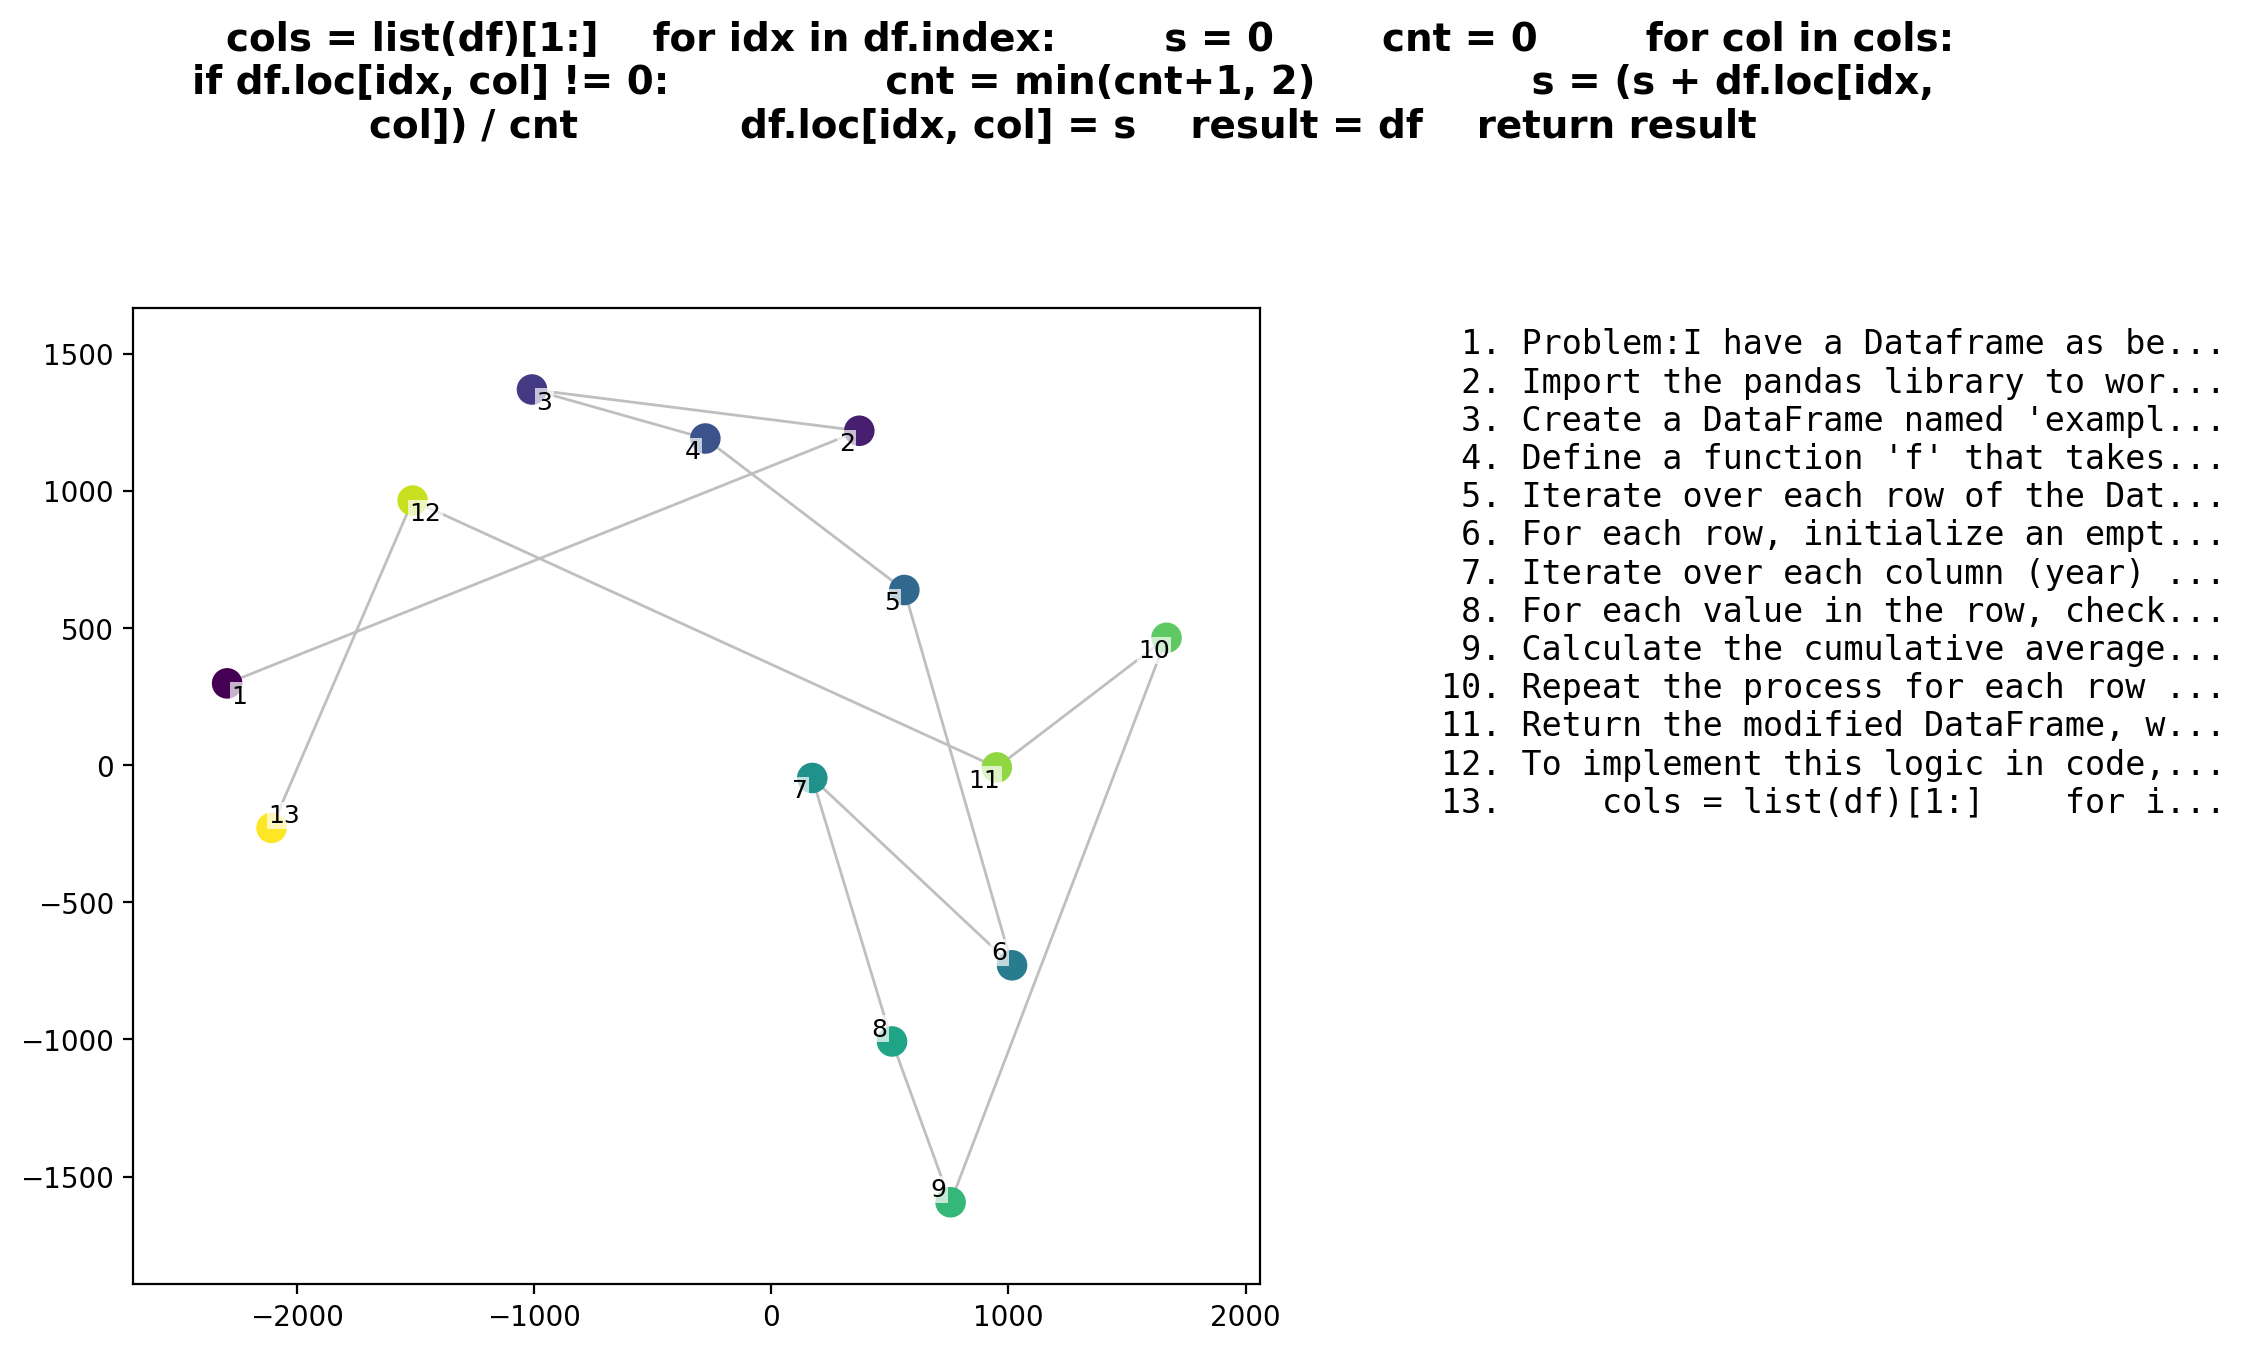 cols = list(df)[1:]    for idx in df.index:        s = 0        cnt = 0        for col in cols:
if df.loc[idx, col] != 0:                cnt = min(cnt+1, 2)                s = (s + df.loc[idx,
col]) / cnt            df.loc[idx, col] = s    result = df    return result
1500
1000
500
0
−500
−1000
−1500
−2000
−1000
0
1000
2000
1
2
3
4
5
6
7
8
9
10
11
12
13
1. Problem:I have a Dataframe as be...
2. Import the pandas library to wor...
3. Create a DataFrame named 'exampl...
4. Define a function 'f' that takes...
5. Iterate over each row of the Dat...
6. For each row, initialize an empt...
7. Iterate over each column (year) ...
8. For each value in the row, check...
9. Calculate the cumulative average...
10. Repeat the process for each row ...
11. Return the modified DataFrame, w...
12. To implement this logic in code,...
13.     cols = list(df)[1:]    for i...